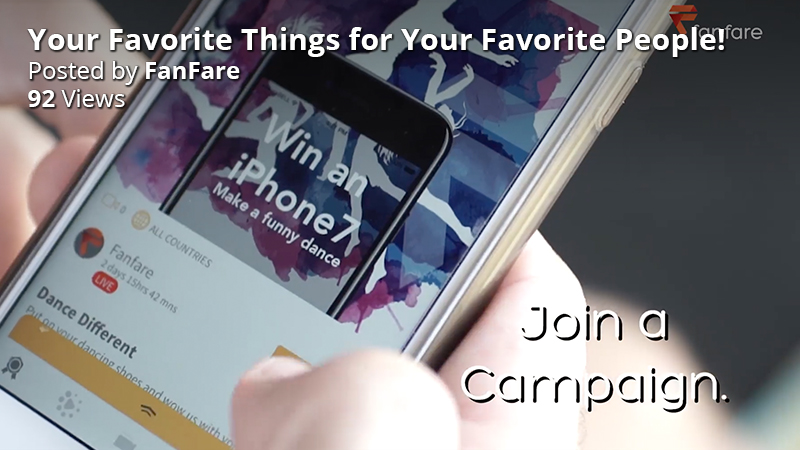 Your Favorite Things for Your Favorite People!
fanfare
Posted by FanFare
92 Views
Win an
iPhone7
Make a funny dance
ALL COUNTRIES
Fanfare
2 days 15hrs 42 mns
LIVE
Dance Different
Put on your dancing shoes and wow us with
Join a
Campaign.